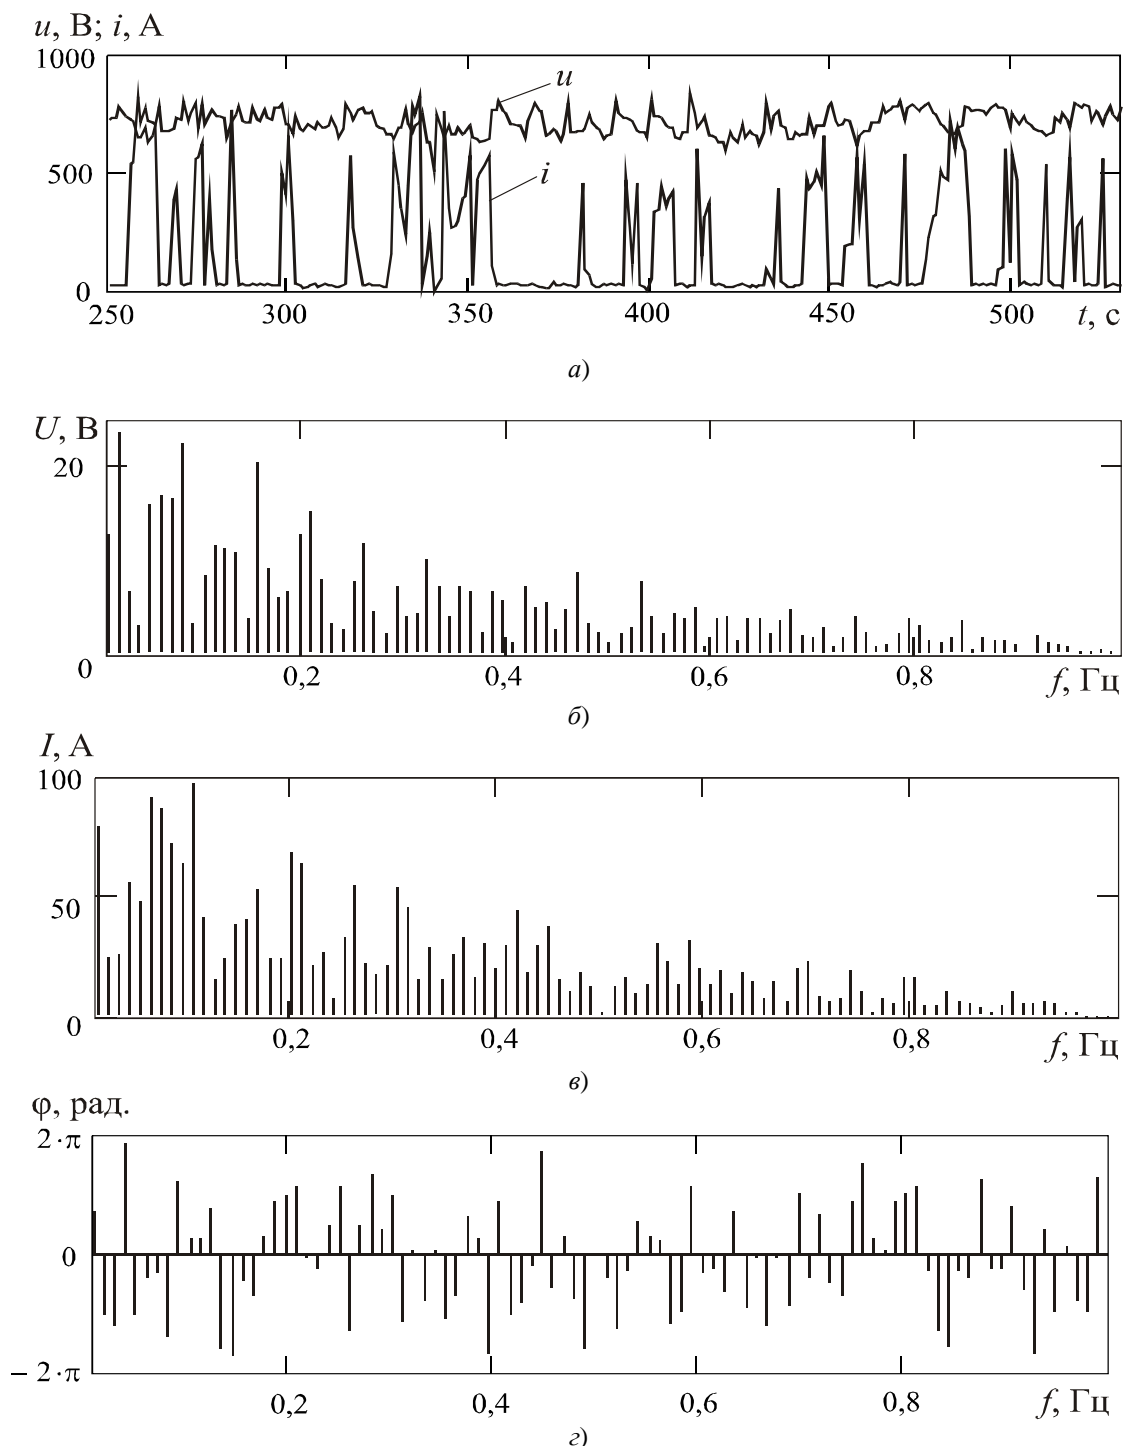 u, В; i, А
1000
u
500
i
0
250 300 350 400 450 500 t, с
а)
U, В
20
0
0,2 0,4 0,6 0,8 f, Гц
б)
I, А
100
50
0
0,2 0,4 0,6 0,8 f, Гц
в)
φ, рад.
2·π
0
– 2·π
0,2 0,4 0,6 0,8 f, Гц
г)